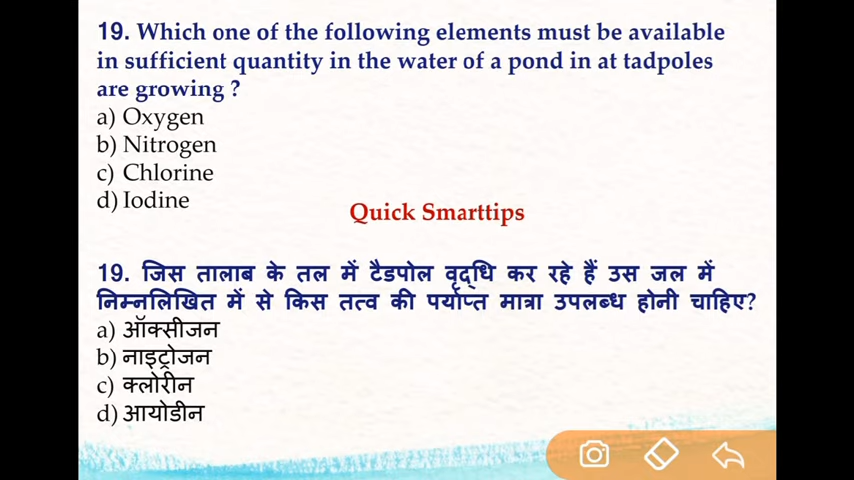 19. Which one of the following elements must be available
in sufficient quantity in the water of a pond in at tadpoles
are growing ?
a) Oxygen
b) Nitrogen
c) Chlorine
d) Iodine
Quick Smarttips
19. जिस तालाब के तल में टैडपोल वृद्धि कर रहे हैं उस जल में
निम्नलिखित में से किस तत्व की पर्याप्त मात्रा उपलब्ध होनी चाहिए?
a) ऑक्सीजन
b) नाइट्रोजन
c) क्लोरीन
d) आयोडीन